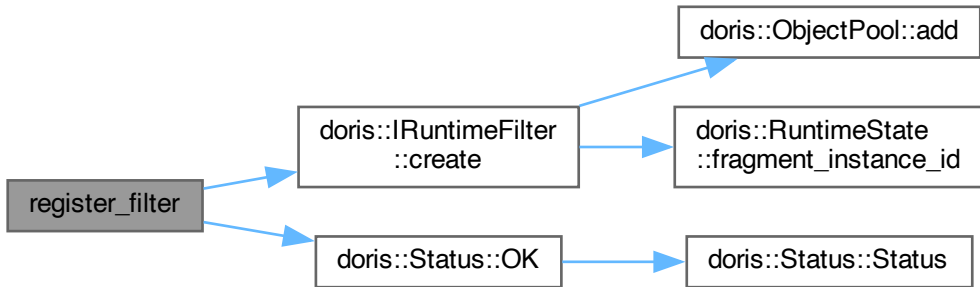 register_filter
doris::IRuntimeFilter
::create
doris::ObjectPool::add
doris::RuntimeState
::fragment_instance_id
doris::Status::OK
doris::Status::Status